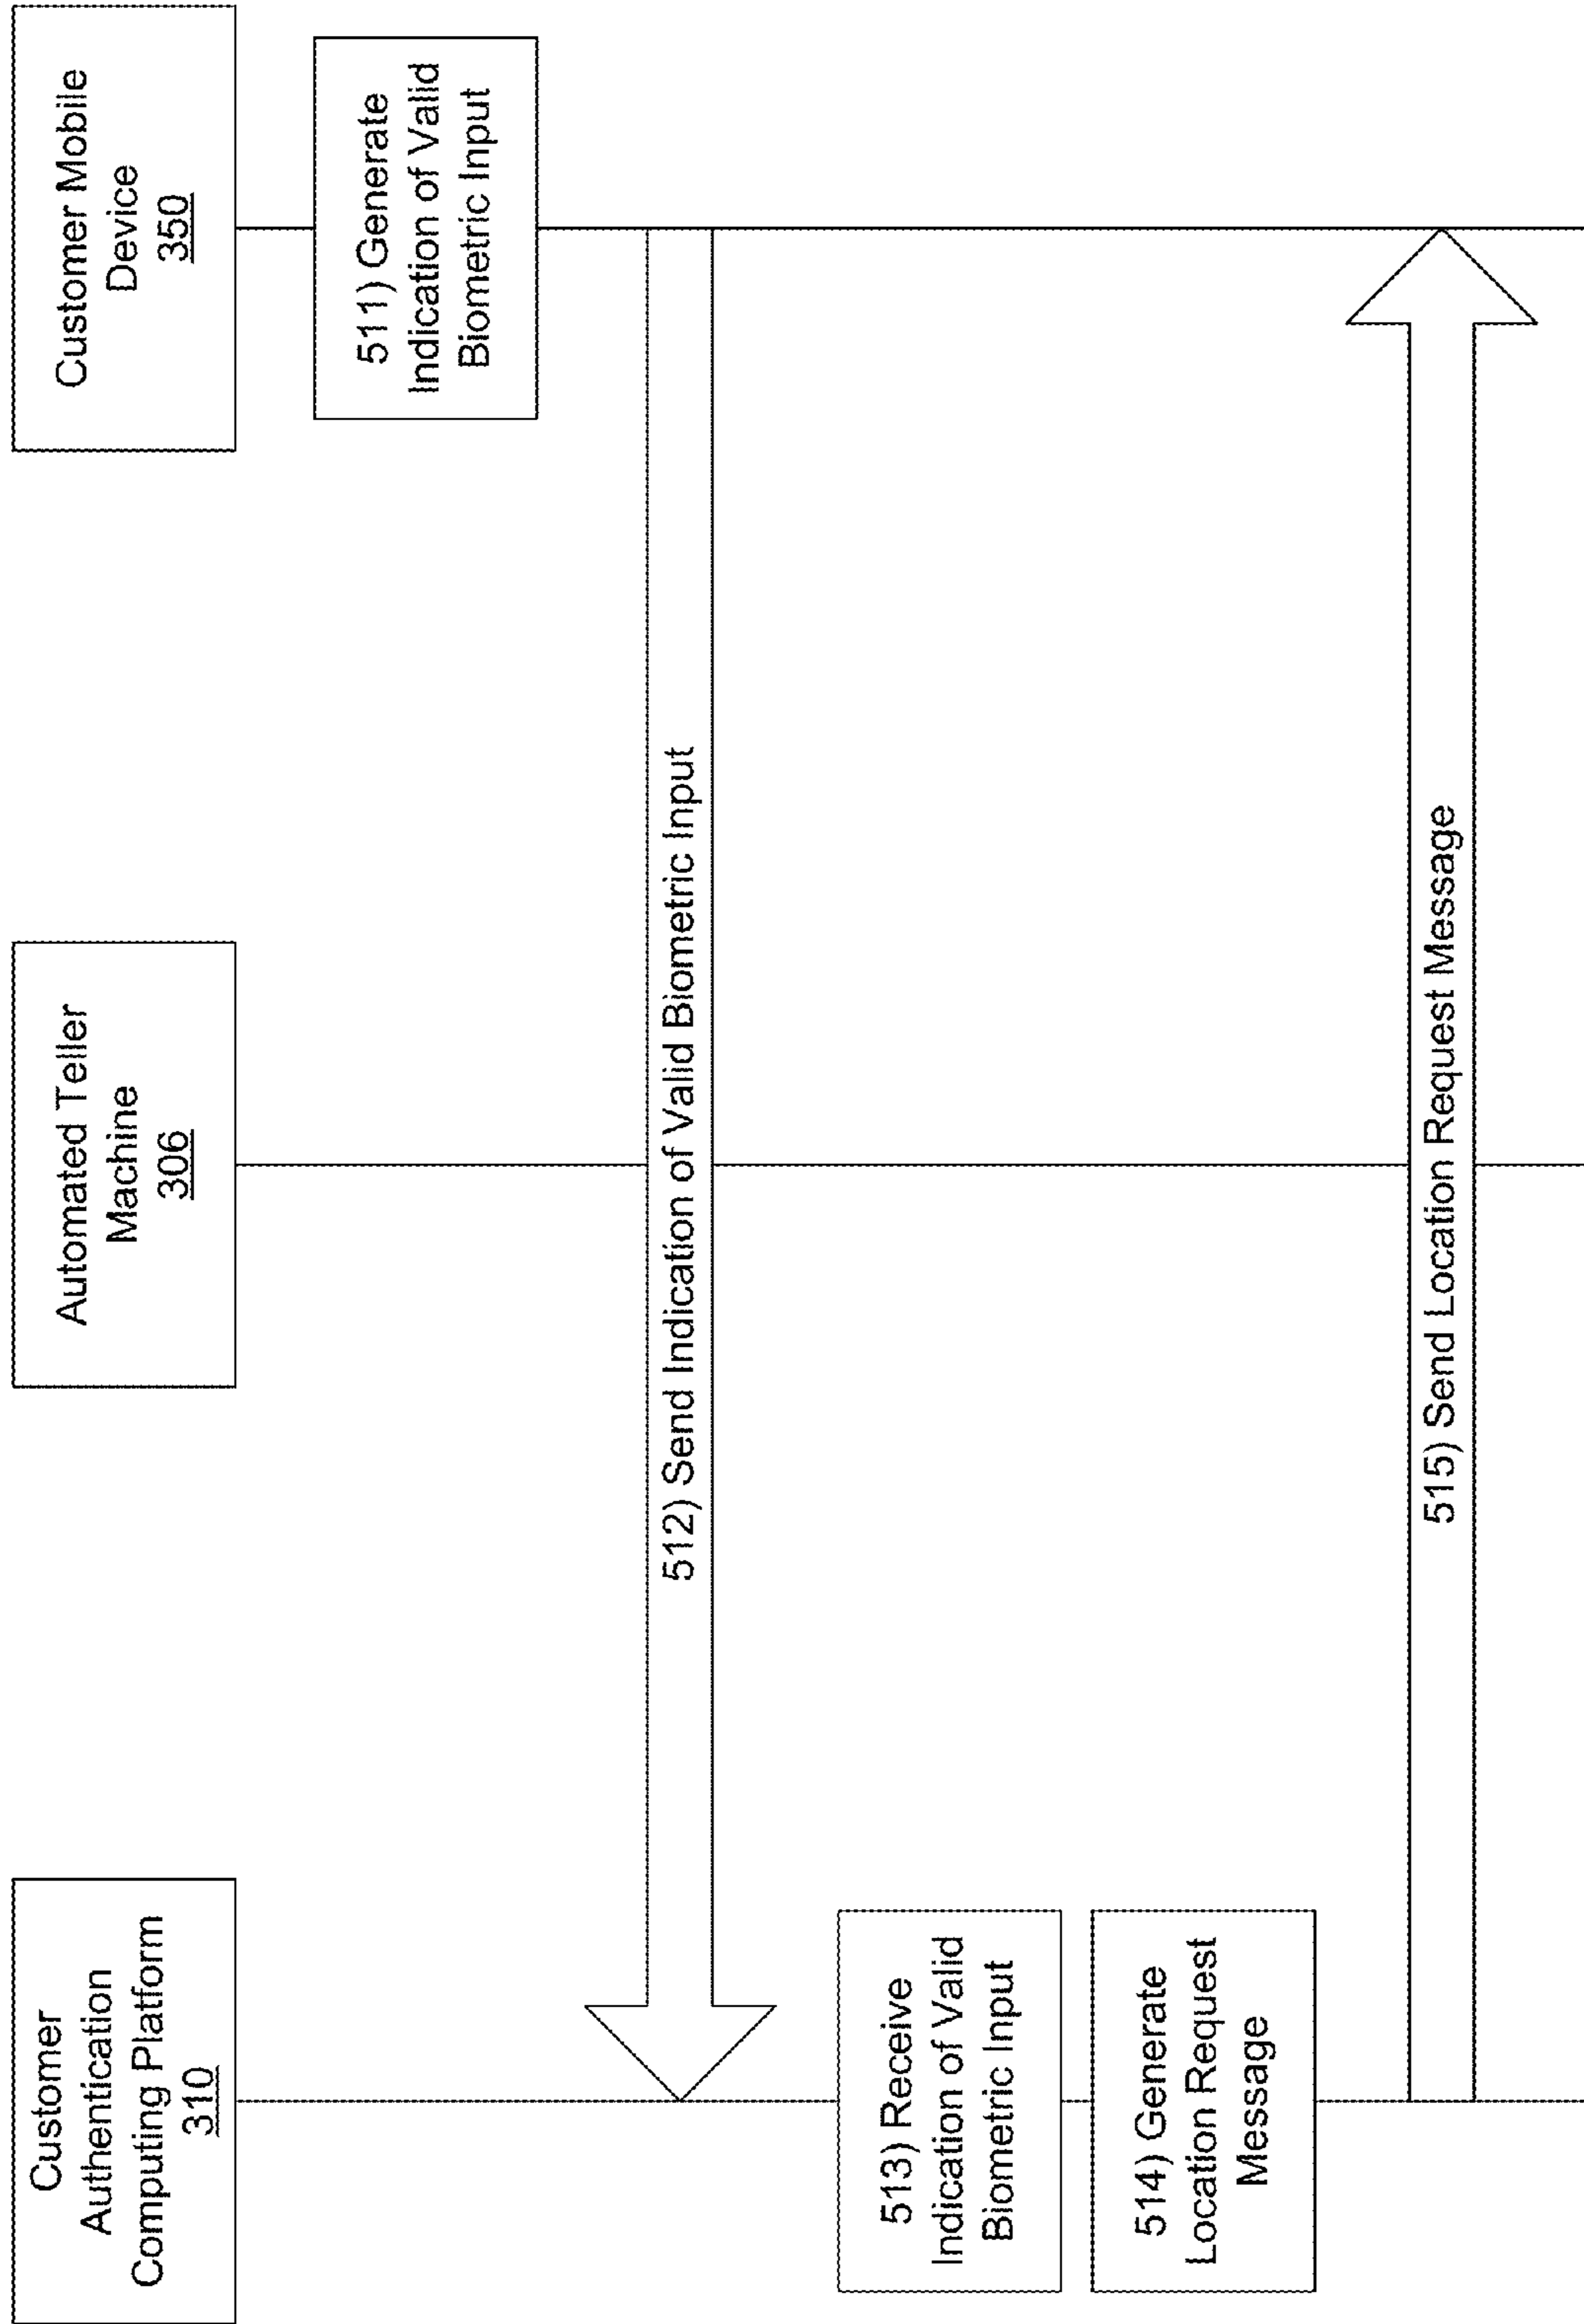 Customer
Authentication
Computing Platform
310
Automated Teller
Machine
306
Customer Mobile
Device
350
511) Generate
Indication of Valid
Biometric Input
512) Send Indication of Valid Biometric Input
513) Receive
Indication of Valid
Biometric Input
514) Generate
Location Request
Message
515) Send Location Request Message